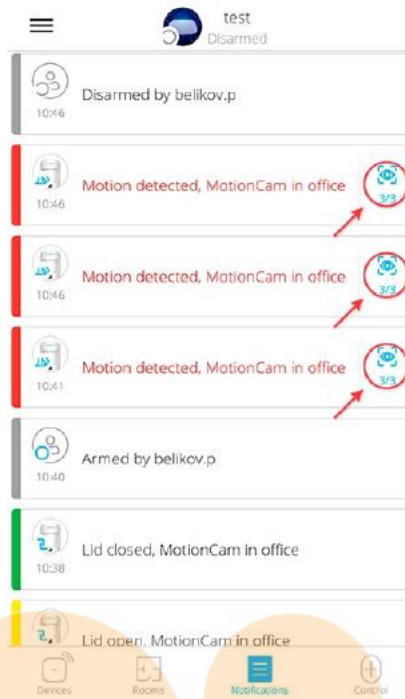 test
Disarmed
Disarmed by belikov.p
10:46
Motion detected, MotionCam in office
3/3
10:46
Motion detected, MotionCam in office
3/3
10:46
Motion detected, MotionCam in office
3/3
10:41
Armed by belikov.p
10:40
Lid closed, MotionCam in office
10:38
Lid open, MotionCam in office
Devices
Rooms
Notifications
Control